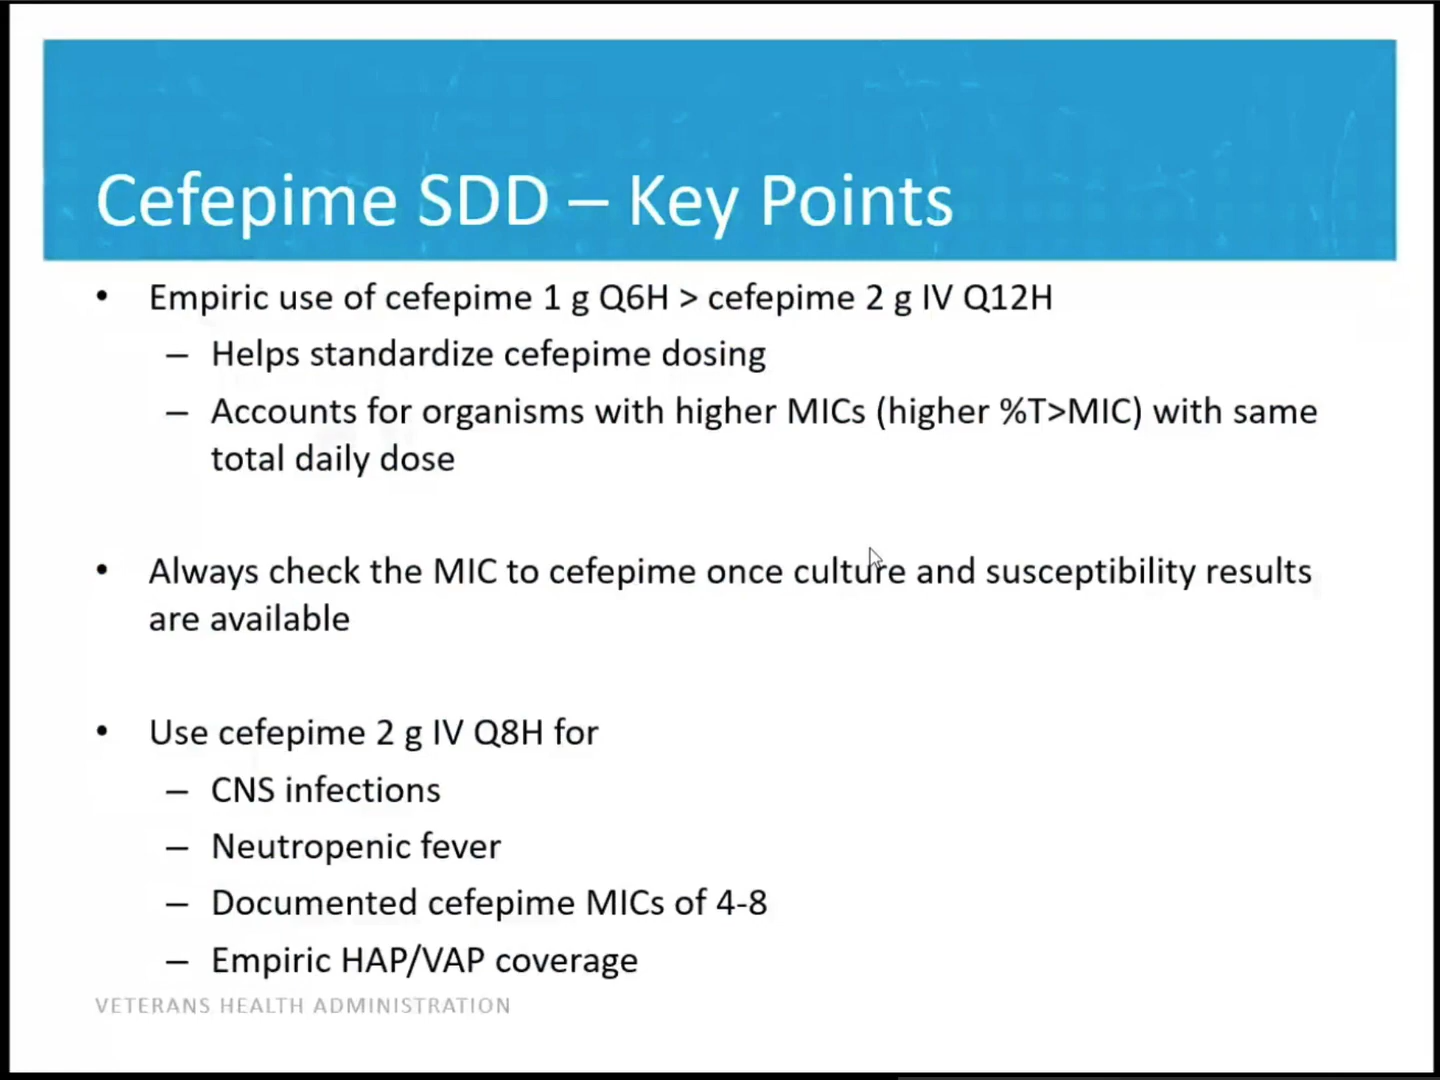 Cefepime SDD – Key Points
• Empiric use of cefepime 1 g Q6H > cefepime 2 g IV Q12H
– Helps standardize cefepime dosing
– Accounts for organisms with higher MICs (higher %T>MIC) with same
total daily dose
• Always check the MIC to cefepime once culture and susceptibility results
are available
• Use cefepime 2 g IV Q8H for
– CNS infections
– Neutropenic fever
– Documented cefepime MICs of 4-8
– Empiric HAP/VAP coverage
VETERANS HEALTH ADMINISTRATION